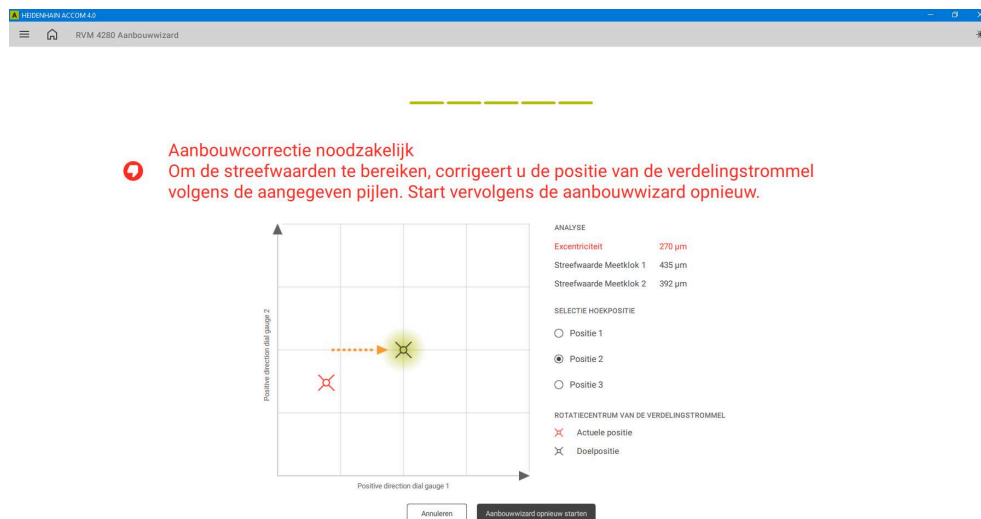 HEIDENHAIN ACCOM 4.0
RVM 4280 Aanbouwwizard
Aanbouwcorrectie noodzakelijk
Om de streefwaarden te bereiken, corrigeert u de positie van de verdelingstrommel
volgens de aangegeven pijlen. Start vervolgens de aanbouwwizard opnieuw.
ANALYSE
Excentriciteit 270 µm
Streefwaarde Meetklok 1 435 µm
Streefwaarde Meetklok 2 392 µm
SELECTIE HOEKPOSITIE
Positie 1
Positie 2
Positie 3
ROTATIECENTRUM VAN DE VERDELINGSTROMMEL
Actuele positie
Doelpositie
Positive direction dial gauge 2
Positive direction dial gauge 1
Annuleren
Aanbouwwizard opnieuw starten